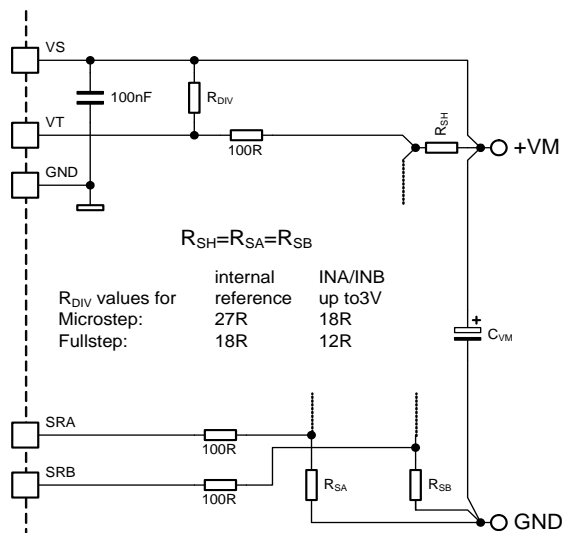 VS
100nF
RDIV
VT
100R
RSH
+VM
GND
RSH=RSA=RSB
internal INA/INB
RDIV values for reference up to3V
Microstep: 27R 18R
Fullstep: 18R 12R
+
CVM
SRA
100R
SRB
100R
RSA
RSB
GND